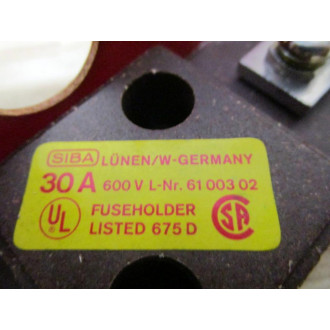 SIBA LÜNEN/W-GERMANY
30 A 600 V L-Nr. 61 003 02
UL FUSEHOLDER SA
LISTED 675 D